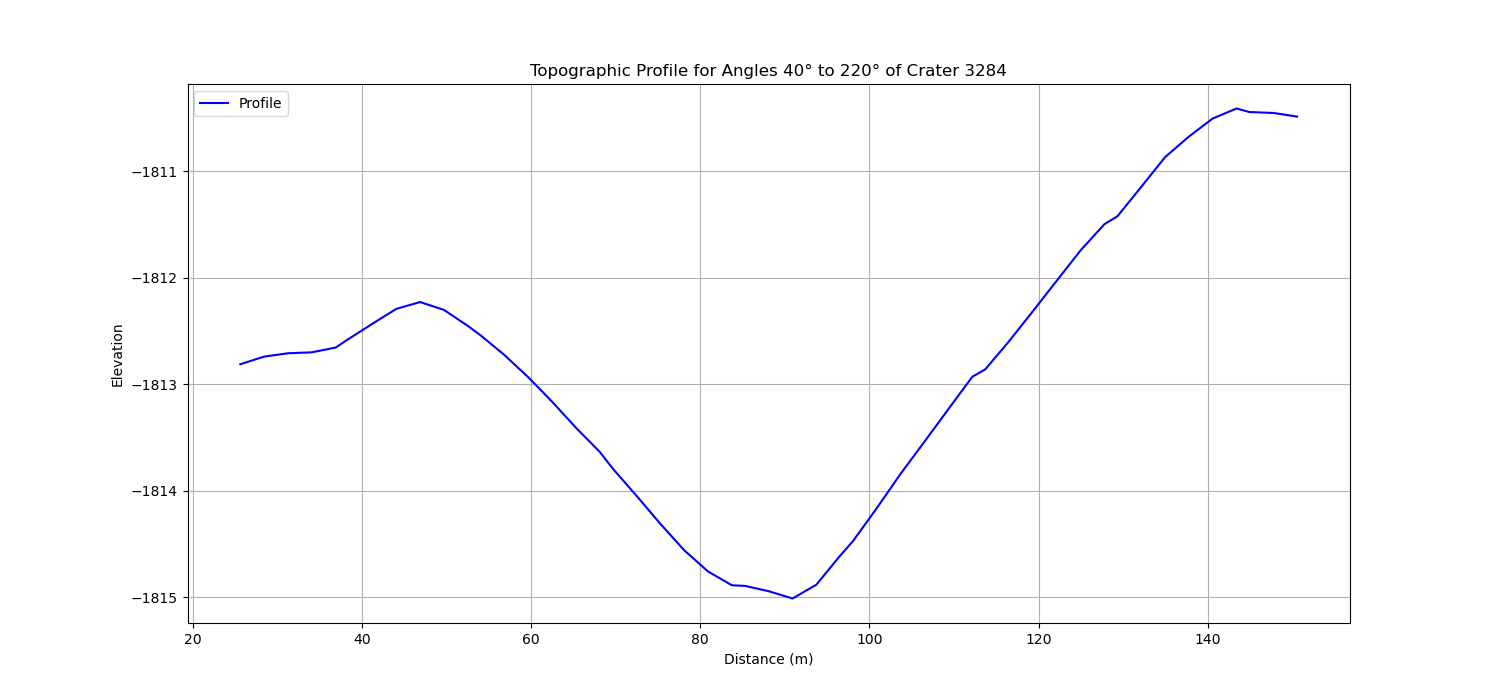 Topographic Profile for Angles 40° to 220° of Crater 3284
Profile
−1811
−1812
−1813
−1814
−1815
Elevation
20 40 60 80 100 120 140
Distance (m)